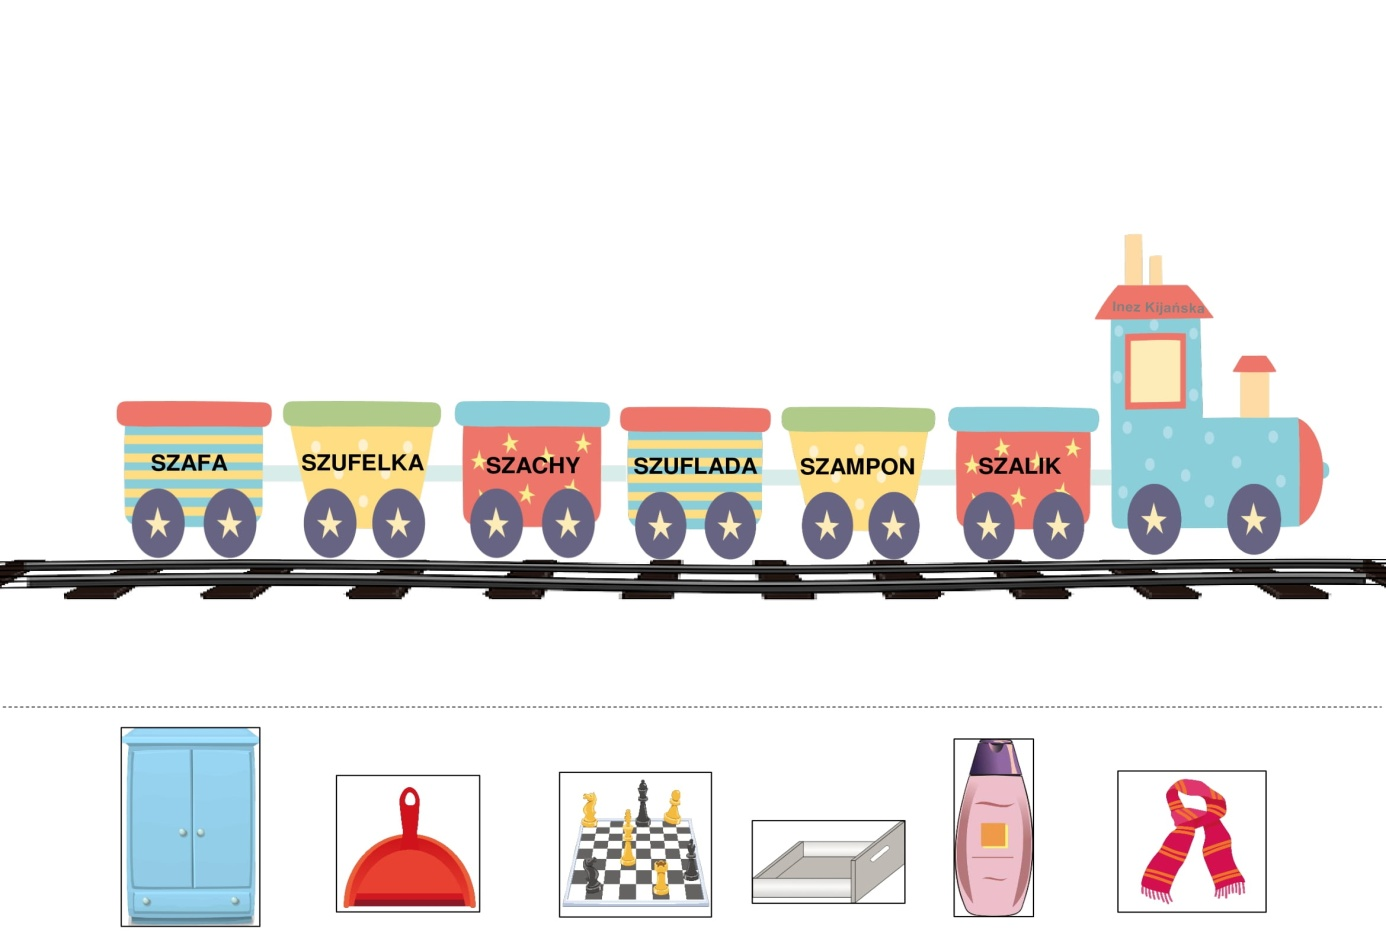 Inez Kijańska
SZAFA
SZUFELKA
SZACHY
SZUFLADA
SZAMPON
SZALIK